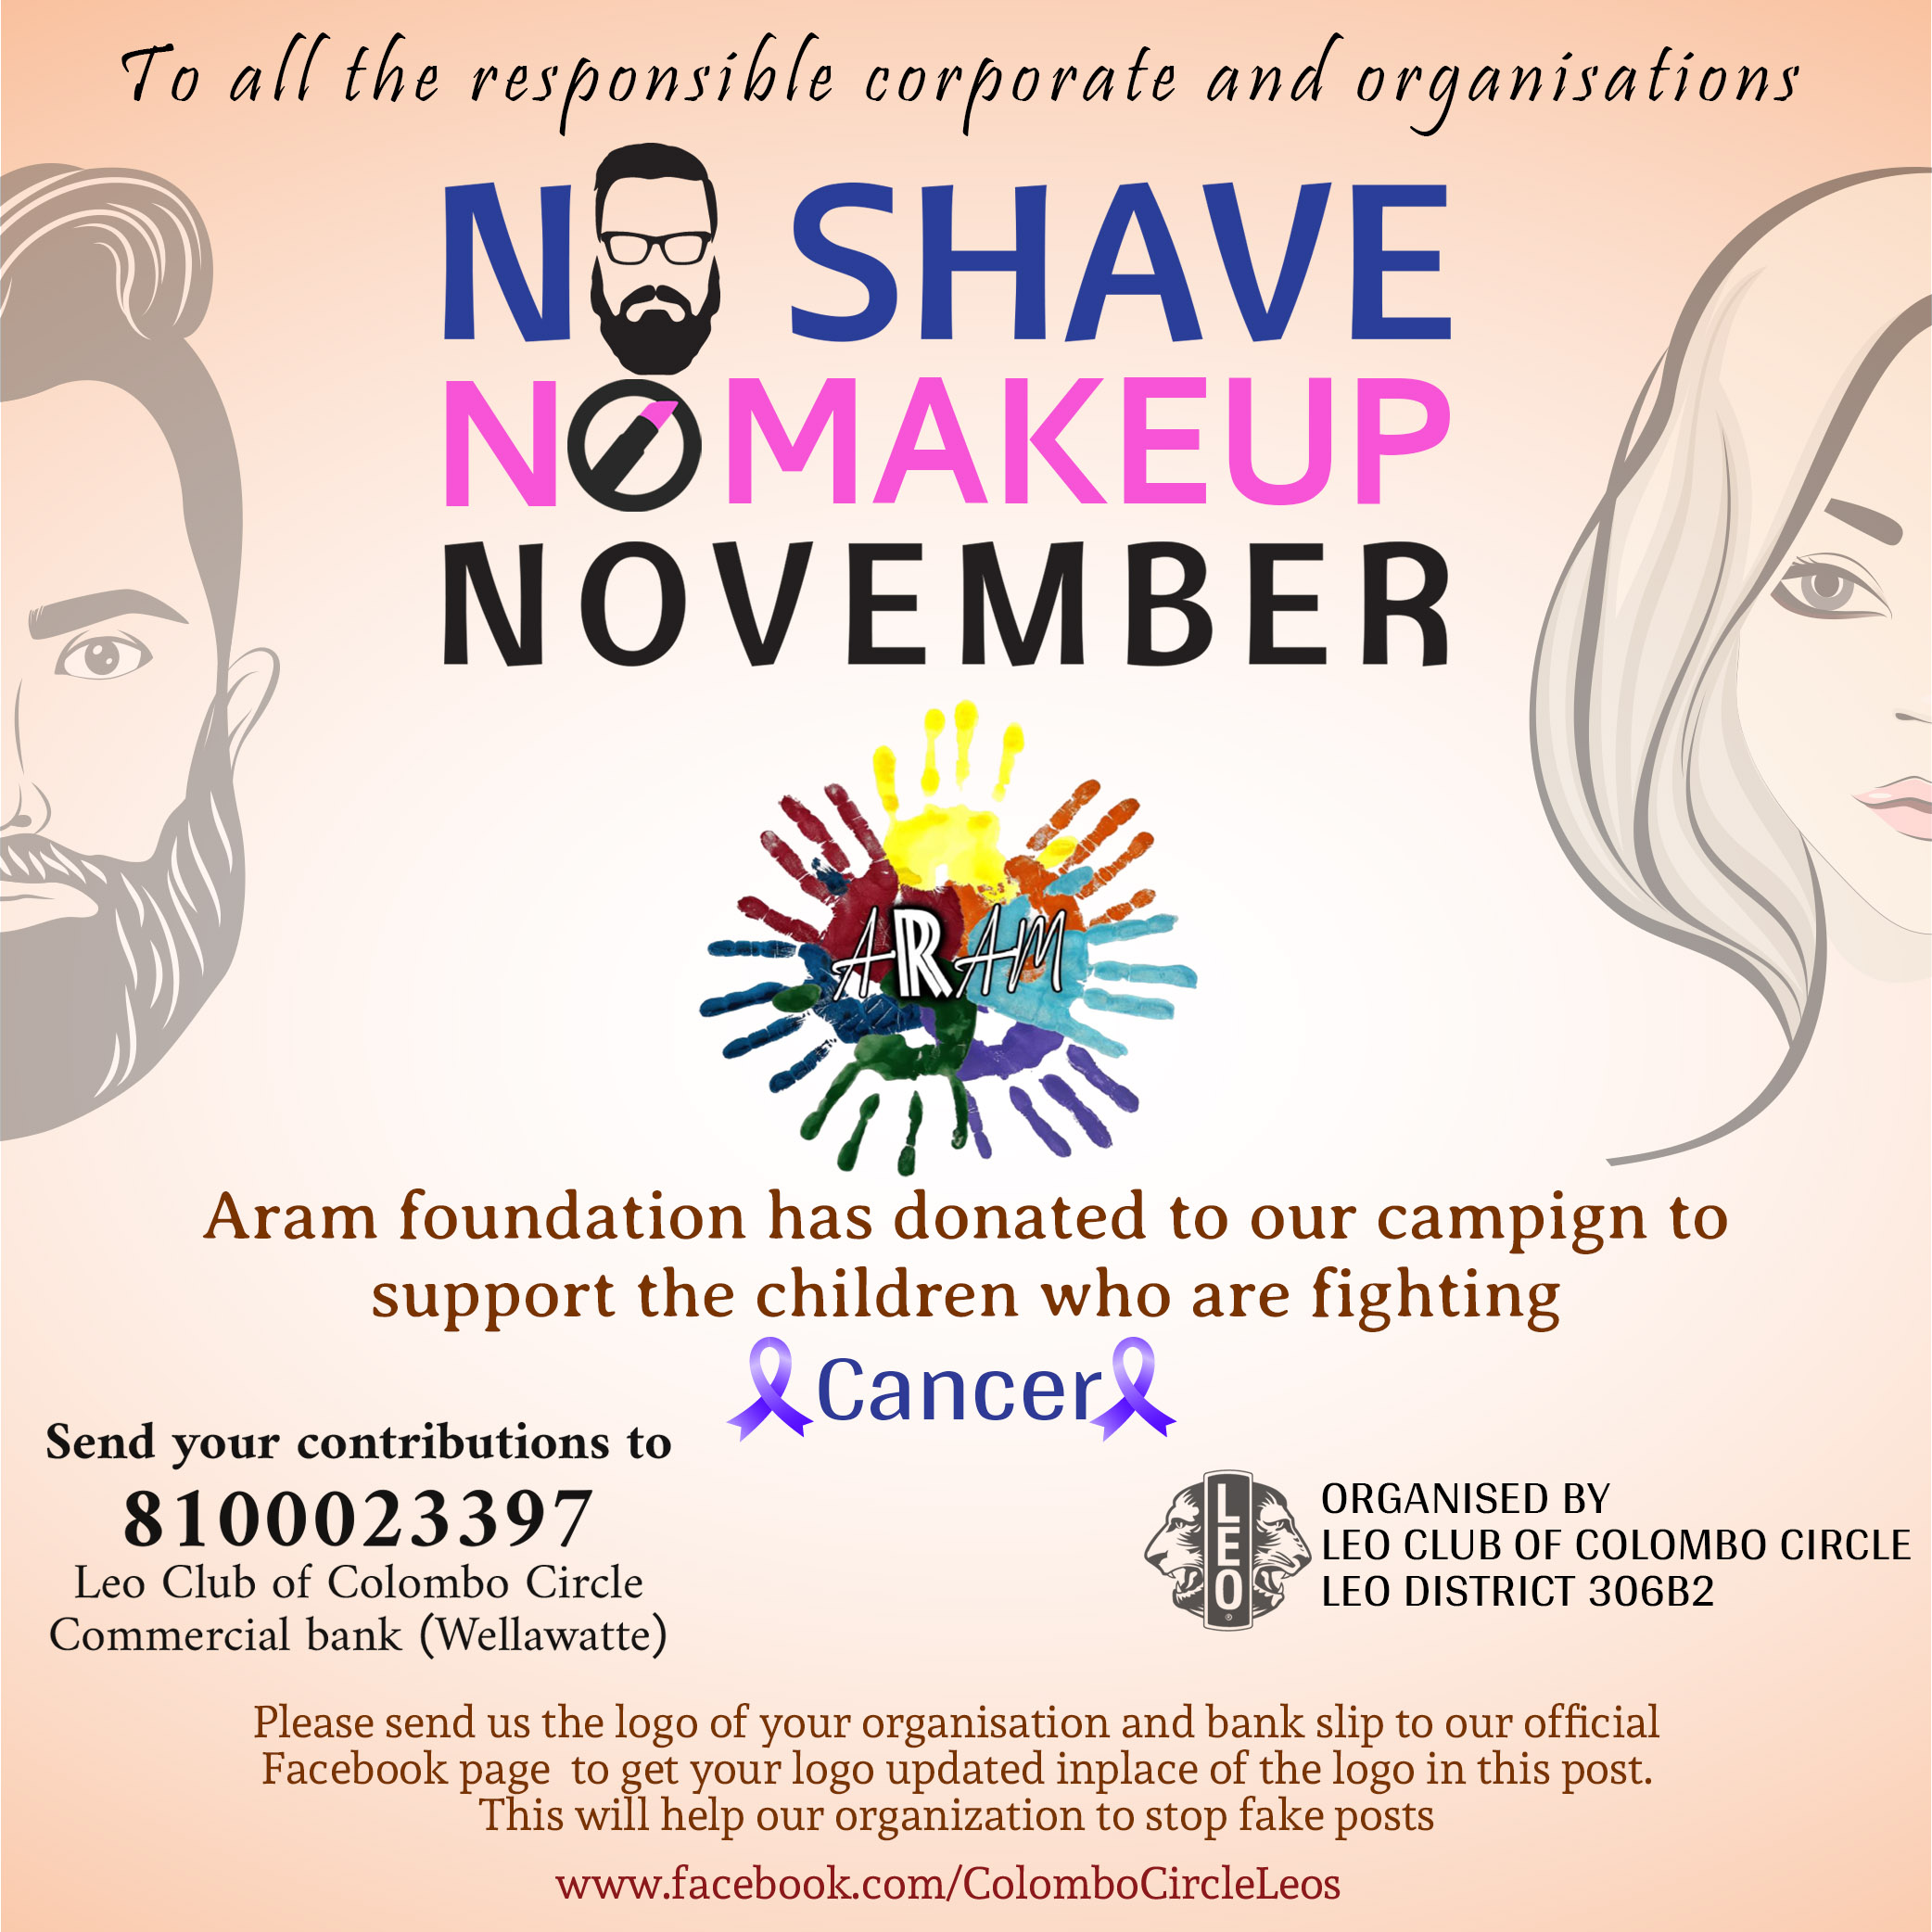 To all the responsible corporate and organisations
NO SHAVE
NO MAKEUP
NOVEMBER
ARAM
Aram foundation has donated to our campign to
support the children who are fighting
Cancer
Send your contributions to
8100023397
Leo Club of Colombo Circle
Commercial bank (Wellawatte)
LEO
®
ORGANISED BY
LEO CLUB OF COLOMBO CIRCLE
LEO DISTRICT 306B2
Please send us the logo of your organisation and bank slip to our official
Facebook page to get your logo updated inplace of the logo in this post.
This will help our organization to stop fake posts
www.facebook.com/ColomboCircleLeos